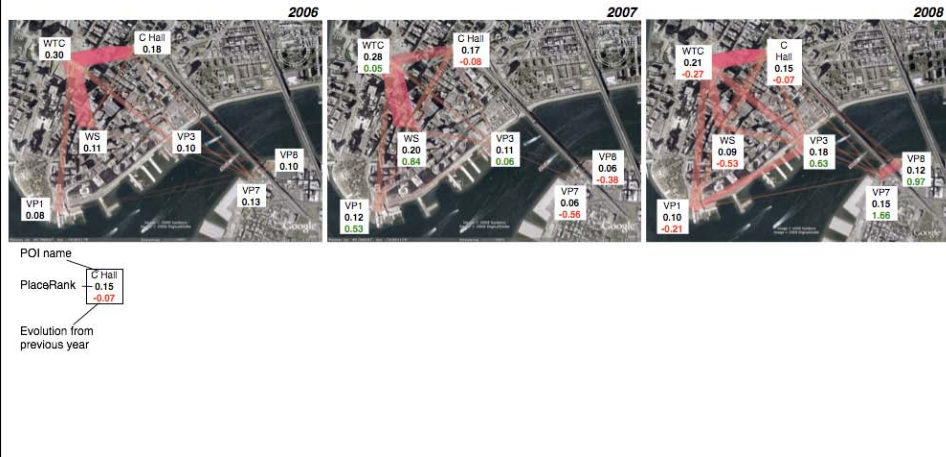 2006
WTC
0.30
C Hall
0.18
WS
0.11
VP3
0.10
VP8
0.10
VP7
0.13
VP1
0.08
Google
2007
WTC
0.28
0.05
C Hall
0.17
-0.08
WS
0.20
0.84
VP3
0.11
0.06
VP8
0.06
-0.38
VP7
0.06
-0.56
VP1
0.12
0.53
Google
2008
WTC
0.21
-0.27
C
Hall
0.15
-0.07
WS
0.09
-0.53
VP3
0.18
0.63
VP8
0.12
0.97
VP7
0.15
1.66
VP1
0.10
-0.21
Google
POI name
PlaceRank
C Hall
0.15
-0.07
Evolution from
previous year